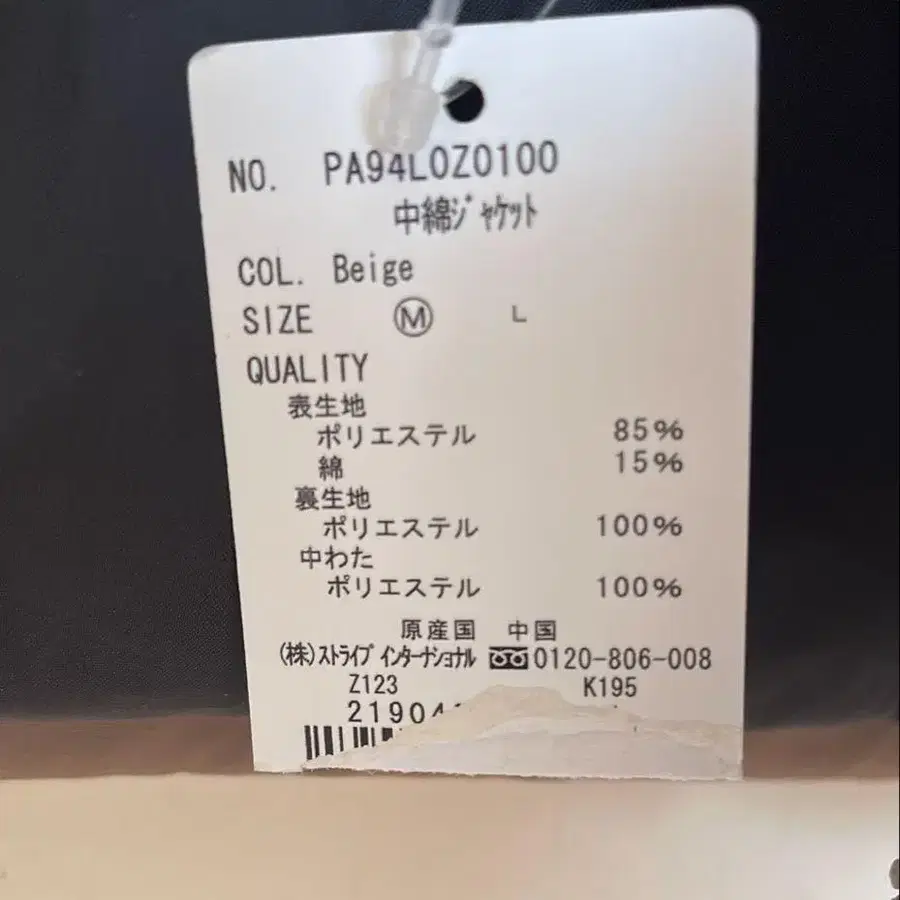 NO. PA94L0Z0100
中綿ｼﾞｬｹｯﾄ
COL. Beige
SIZE Ⓜ L
QUALITY
表生地
ポリエステル 85%
綿 15%
裏生地
ポリエステル 100%
中わた
ポリエステル 100%
原産国 中国
(株)ｽﾄﾗｲﾌﾟ ｲﾝﾀｰﾅｼｮﾅﾙ 0120-806-008
Z123 K195